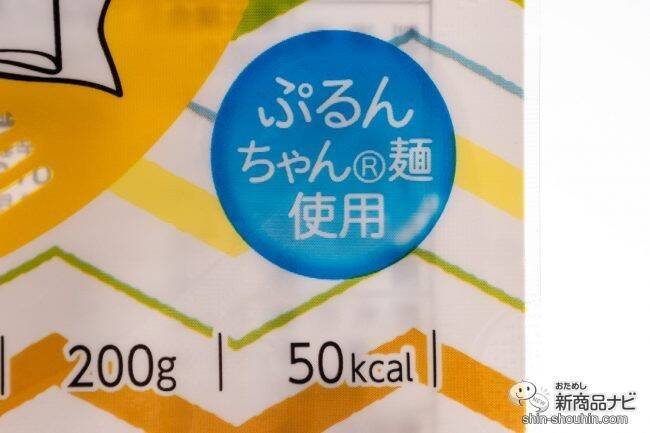 ぷるん
ちゃん®麺
使用
200g | 50kcal |
おためし
新商品ナビ
shin-shouhin.com